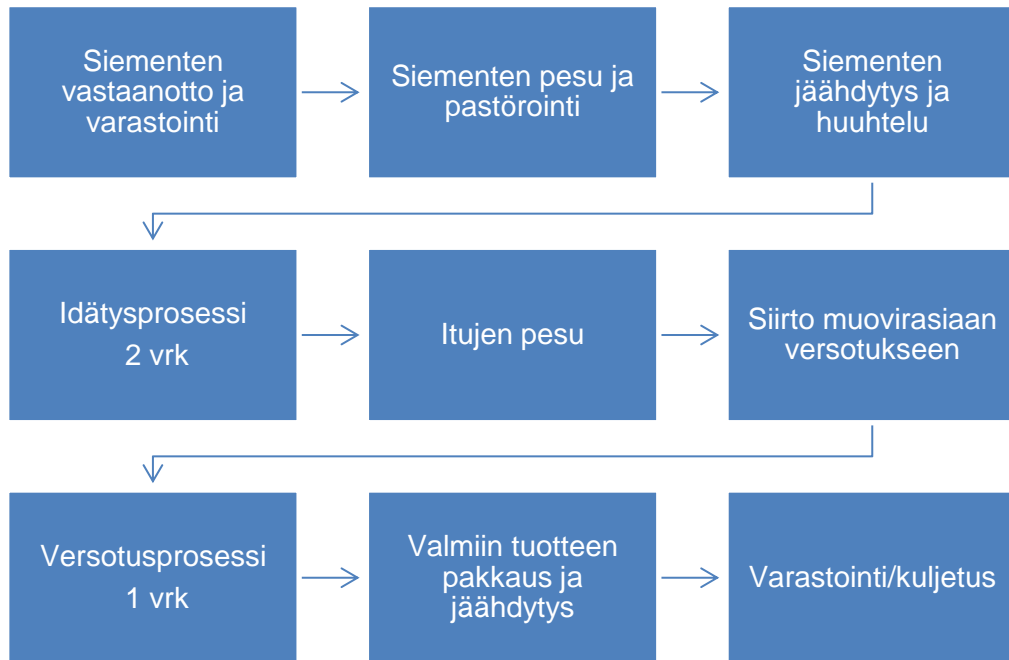 Siementen
vastaanotto ja
varastointi
Siementen pesu ja
pastörointi
Siementen
jäähdytys ja
huuhtelu
Idätysprosessi
2 vrk
Itujen pesu
Siirto muovirasiaan
versotukseen
Versotusprosessi
1 vrk
Valmiin tuotteen
pakkaus ja
jäähdytys
Varastointi/kuljetus